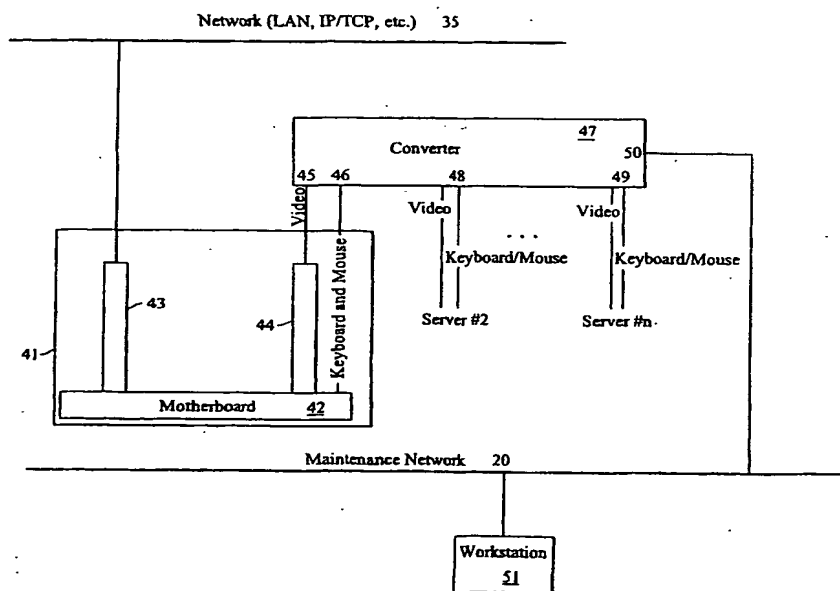 Network (LAN, IP/TCP, etc.) 35
47
Converter
50
45 46 48 49
Video
Keyboard and Mouse
Video
Video
. . .
Keyboard/Mouse
Keyboard/Mouse
43
44
Server #2
Server #n
41
Motherboard 42
Maintenance Network 20
Workstation
51